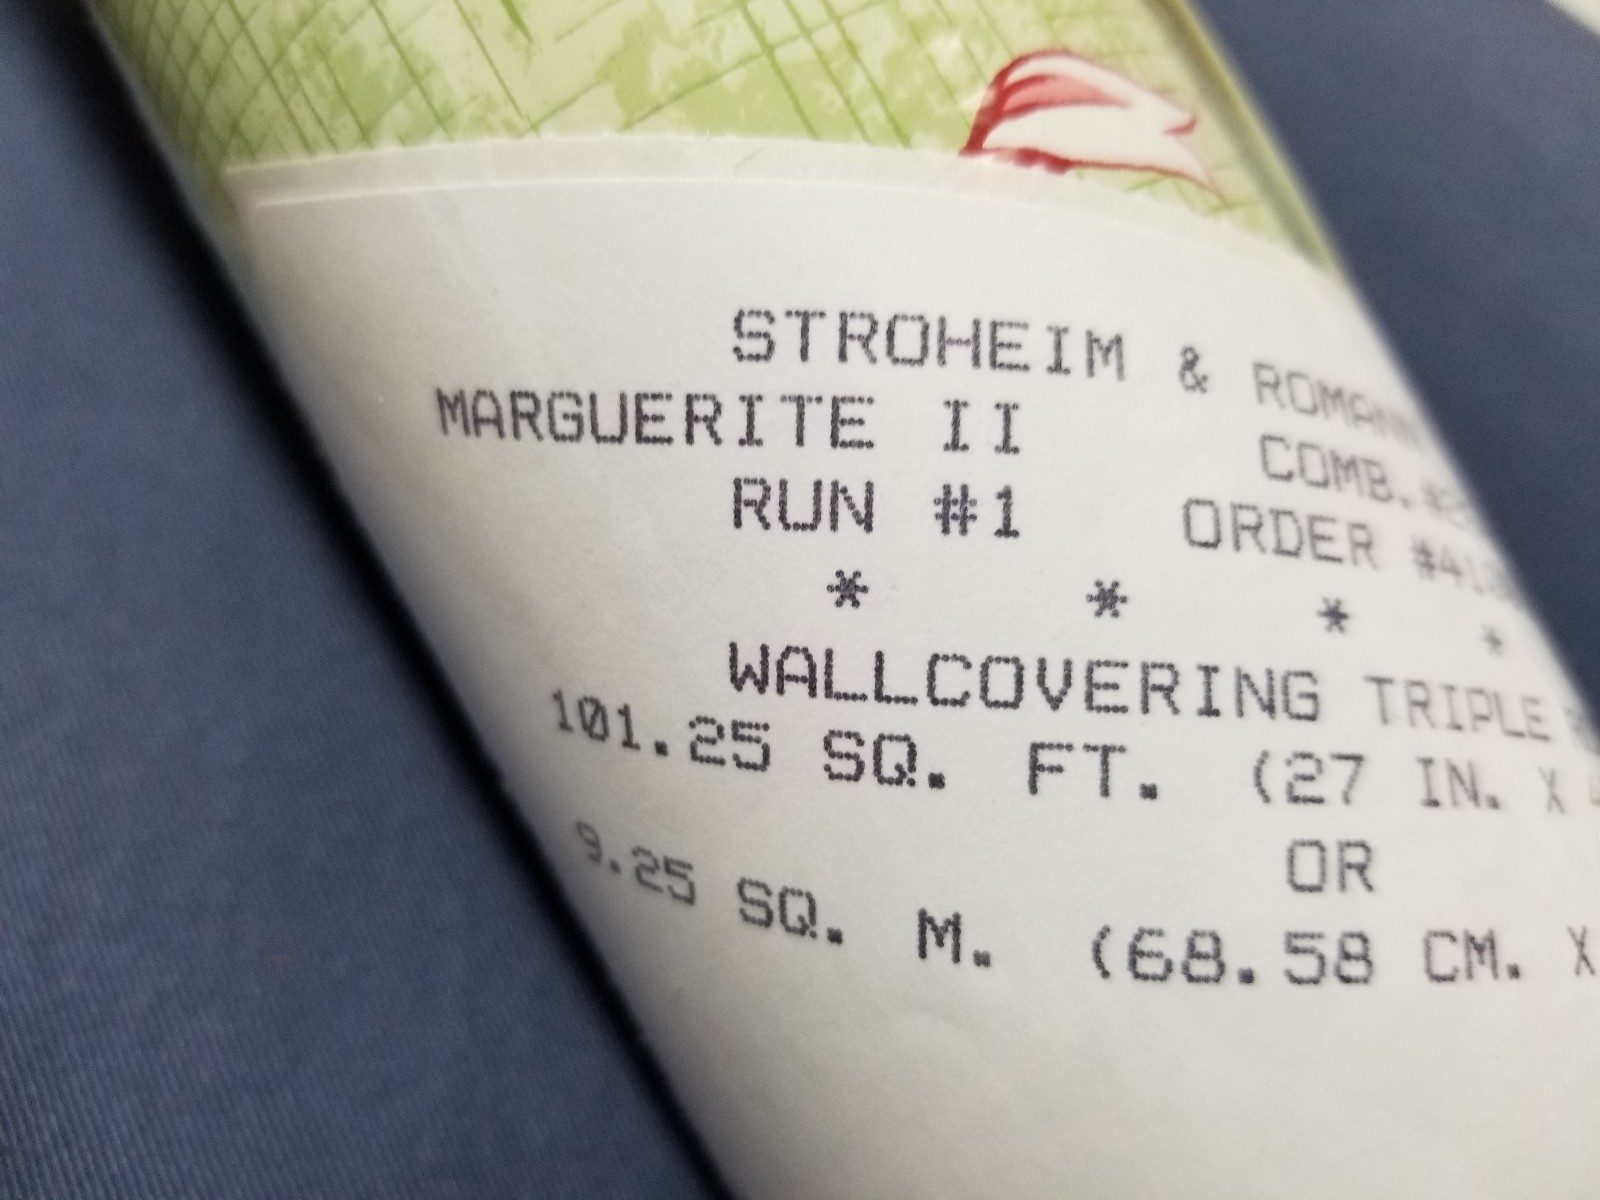 STROHEIM & ROMANN
MARGUERITE II COMB.
RUN #1 ORDER
* * * *
WALLCOVERING TRIPLE
101.25 SQ. FT. (27 IN. X
OR
9.25 SQ. M. (68.58 CM. X